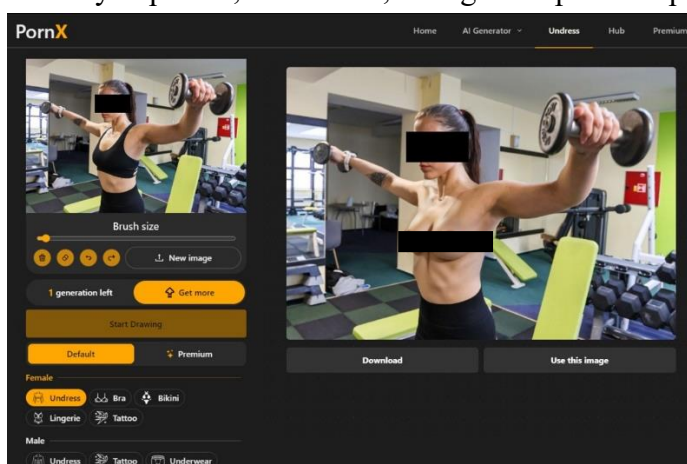 PornX
Home
AI Generator
Undress
Hub
Premium
Brush size
New image
1 generation left
Get more
Start Drawing
Default
Premium
Female
Undress
Bra
Bikini
Lingerie
Tattoo
Male
Undress
Tattoo
Underwear
Download
Use this image